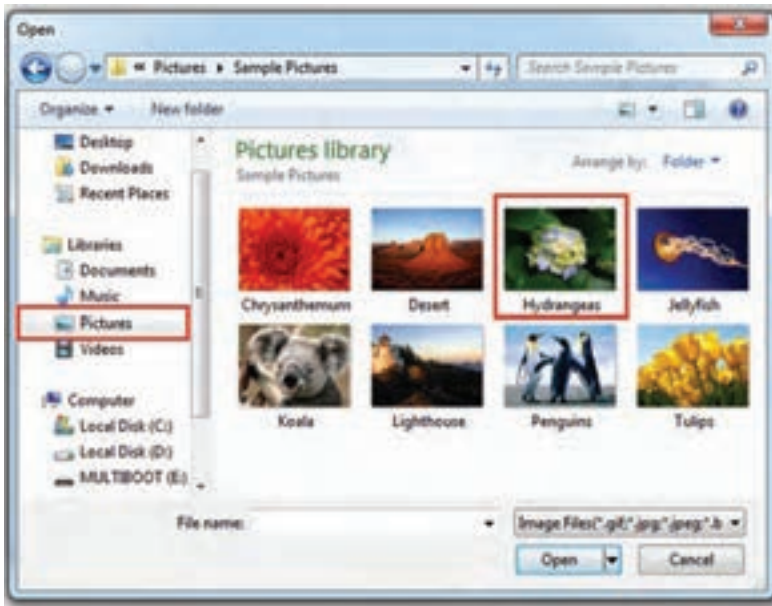 Open
« Pictures ▸ Sample Pictures
Search Sample Pictures
Organize ▾ New folder
Desktop
Downloads
Recent Places
Libraries
Documents
Music
Pictures
Videos
Computer
Local Disk (C:)
Local Disk (D:)
MULTIBOOT (E:)
Pictures library
Sample Pictures
Arrange by: Folder ▾
Chrysanthemum Desert Hydrangeas Jellyfish
Koala Lighthouse Penguins Tulips
File name:
Image Files(*.gif;*.jpg;*.jpeg;*.b
Open Cancel